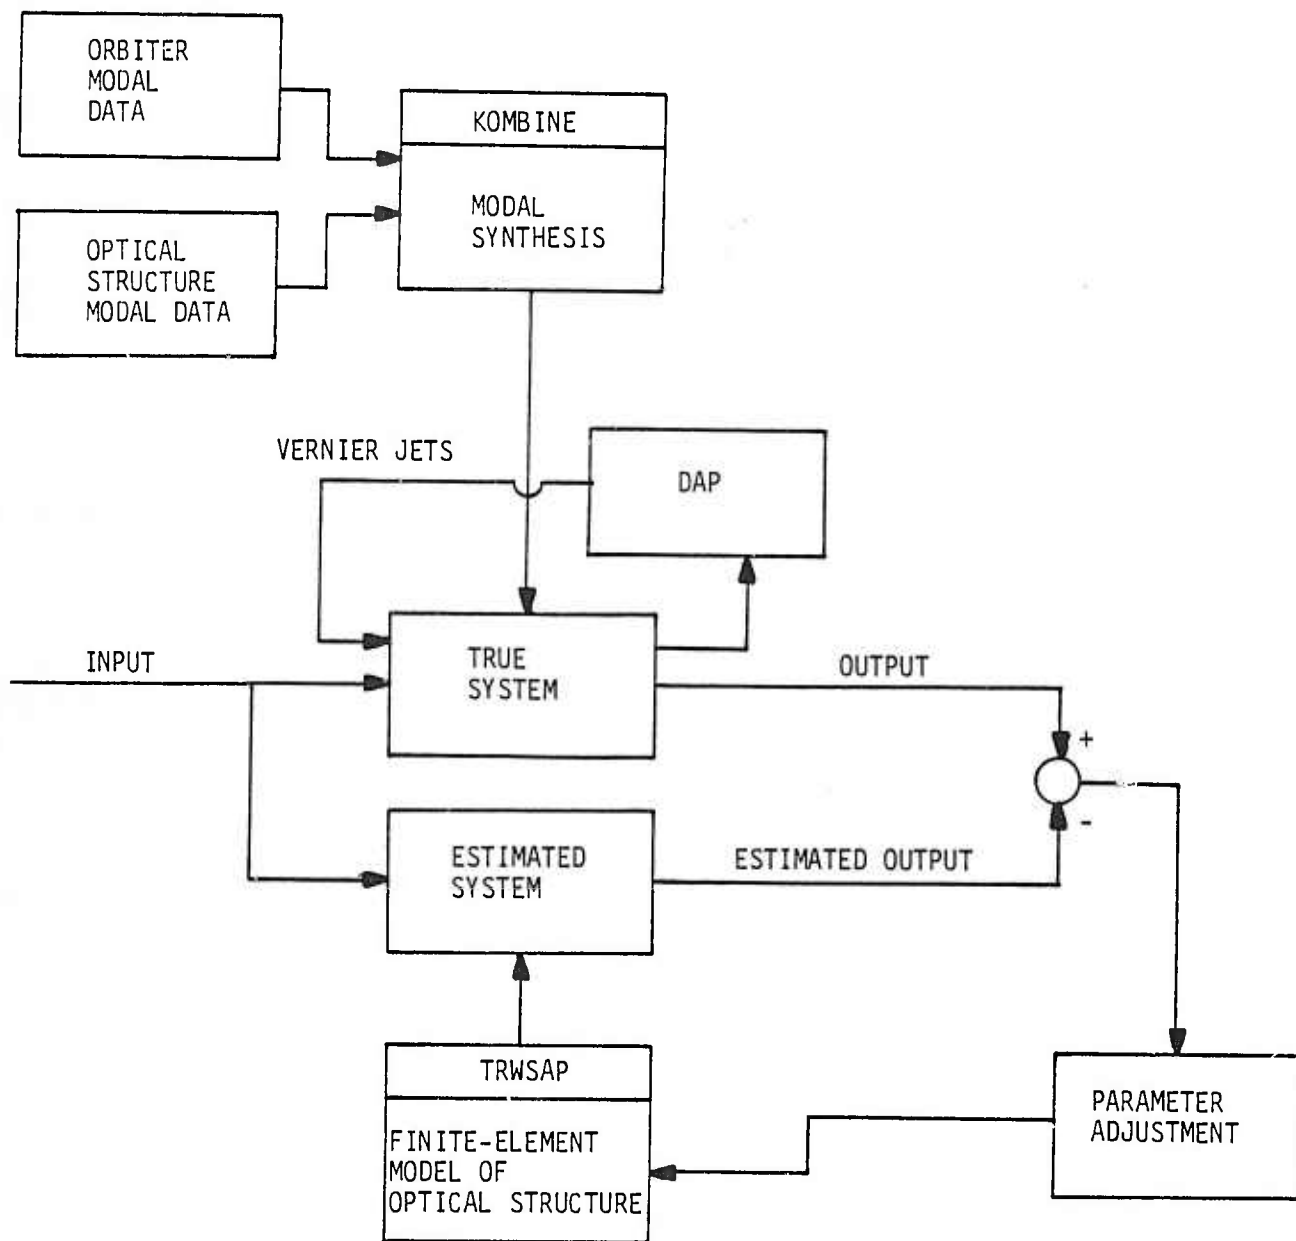 ORBITER
MODAL
DATA
KOMBINE
MODAL
SYNTHESIS
OPTICAL
STRUCTURE
MODAL DATA
VERNIER JETS
DAP
INPUT
TRUE
SYSTEM
OUTPUT
+
-
ESTIMATED
SYSTEM
ESTIMATED OUTPUT
TRWSAP
FINITE-ELEMENT
MODEL OF
OPTICAL STRUCTURE
PARAMETER
ADJUSTMENT